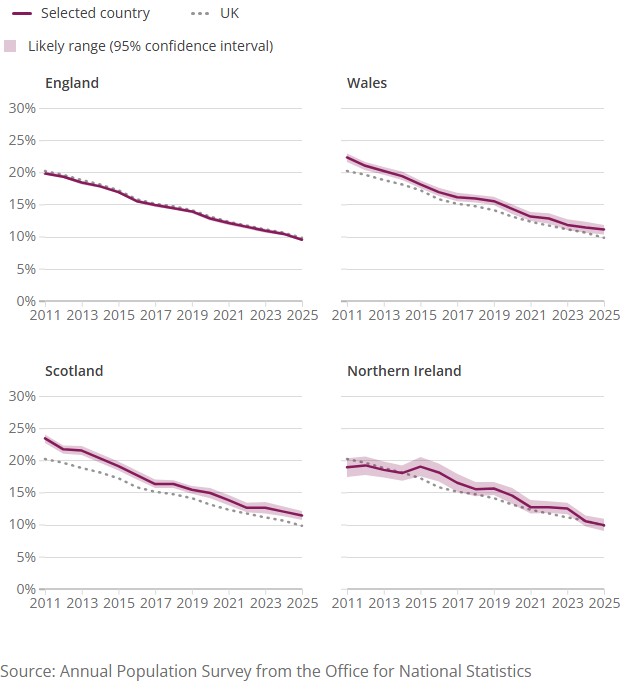 Selected country UK
Likely range (95% confidence interval)
England Wales
30%
25%
20%
15%
10%
5%
0%
2011 2013 2015 2017 2019 2021 2023 2025 2011 2013 2015 2017 2019 2021 2023 2025
Scotland Northern Ireland
30%
25%
20%
15%
10%
5%
0%
2011 2013 2015 2017 2019 2021 2023 2025 2011 2013 2015 2017 2019 2021 2023 2025
Source: Annual Population Survey from the Office for National Statistics